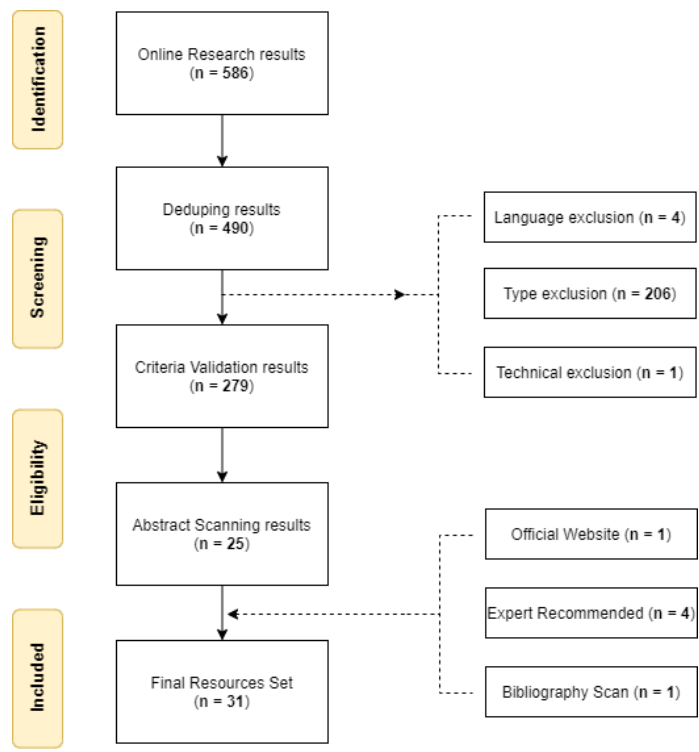 Identification
Online Research results
(n = 586)
Screening
Deduping results
(n = 490)
Language exclusion (n = 4)
Type exclusion (n = 206)
Technical exclusion (n = 1)
Criteria Validation results
(n = 279)
Eligibility
Abstract Scanning results
(n = 25)
Official Website (n = 1)
Expert Recommended (n = 4)
Bibliography Scan (n = 1)
Included
Final Resources Set
(n = 31)